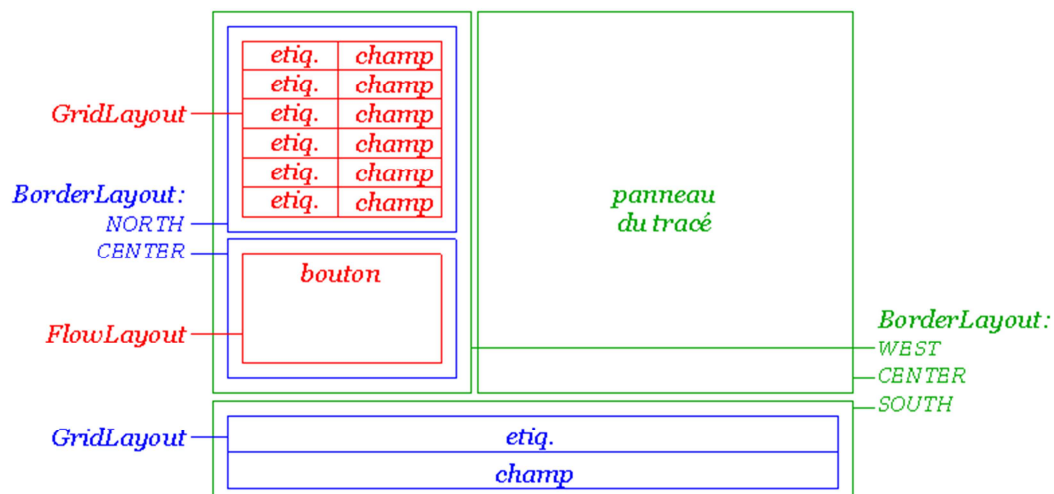 etiq. champ
etiq. champ
GridLayout etiq. champ
etiq. champ
etiq. champ
etiq. champ
BorderLayout:
NORTH
CENTER
panneau
du tracé
bouton
FlowLayout
BorderLayout:
WEST
CENTER
SOUTH
GridLayout
etiq.
champ